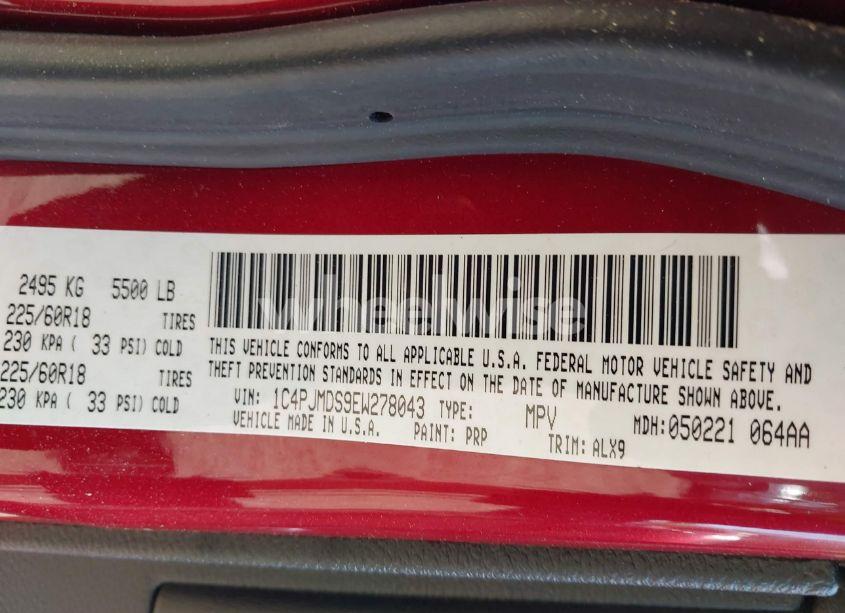 2495 KG 5500 LB
225/60R18 TIRES
230 KPA ( 33 PSI) COLD
225/60R18 TIRES
230 KPA ( 33 PSI) COLD
wheelwise
THIS VEHICLE CONFORMS TO ALL APPLICABLE U.S.A. FEDERAL MOTOR VEHICLE SAFETY AND
THEFT PREVENTION STANDARDS IN EFFECT ON THE DATE OF MANUFACTURE SHOWN ABOVE.
VIN: 1C4PJMDS9EW278043 TYPE: MPV MDH:050221 064AA
VEHICLE MADE IN U.S.A. PAINT: PRP TRIM: ALX9